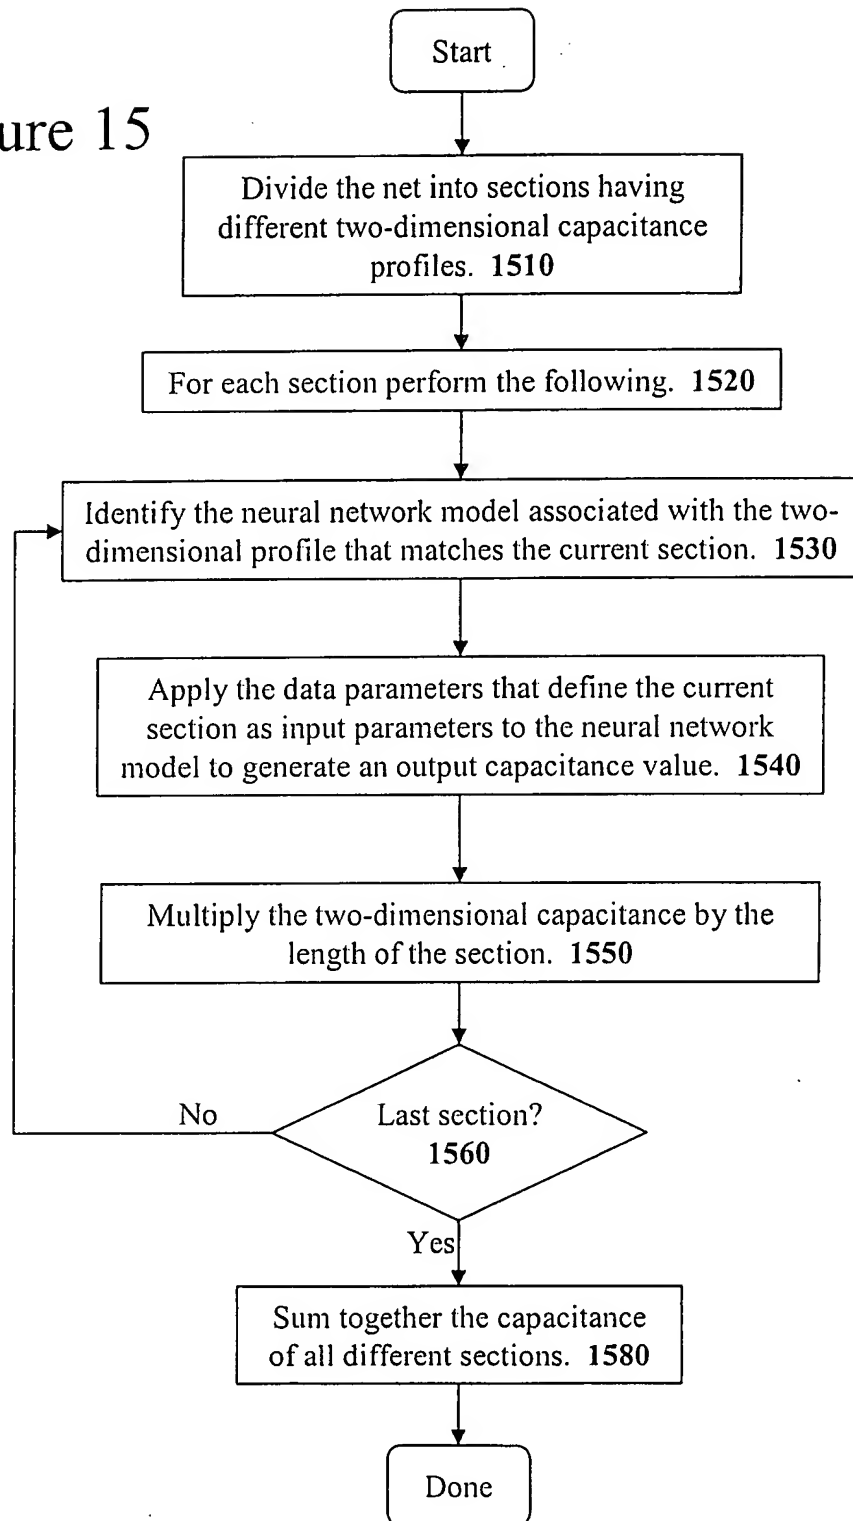 Start
ure 15
Divide the net into sections having
different two-dimensional capacitance
profiles. 1510
For each section perform the following. 1520
Identify the neural network model associated with the two-
dimensional profile that matches the current section. 1530
Apply the data parameters that define the current
section as input parameters to the neural network
model to generate an output capacitance value. 1540
Multiply the two-dimensional capacitance by the
length of the section. 1550
No
Last section?
1560
Yes
Sum together the capacitance
of all different sections. 1580
Done